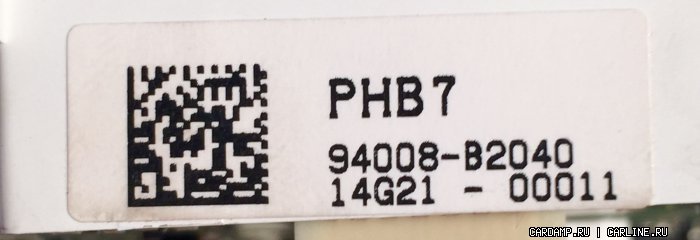 PHB7
94008-B2040
14G21 - 00011
CARDAMP.RU | CARLINE.RU